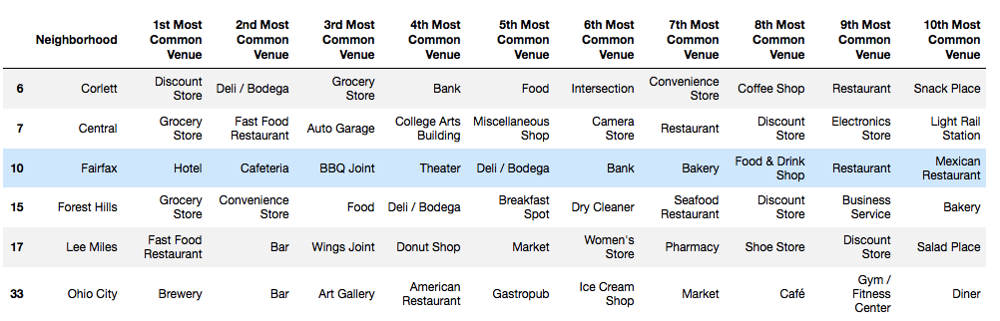 Neighborhood 1st Most Common Venue 2nd Most Common Venue 3rd Most Common Venue 4th Most Common Venue 5th Most Common Venue 6th Most Common Venue 7th Most Common Venue 8th Most Common Venue 9th Most Common Venue 10th Most Common Venue
6 Corlett Discount Store Deli / Bodega Grocery Store Bank Food Intersection Convenience Store Coffee Shop Restaurant Snack Place
7 Central Grocery Store Fast Food Restaurant Auto Garage College Arts Building Miscellaneous Shop Camera Store Restaurant Discount Store Electronics Store Light Rail Station
10 Fairfax Hotel Cafeteria BBQ Joint Theater Deli / Bodega Bank Bakery Food & Drink Shop Restaurant Mexican Restaurant
15 Forest Hills Grocery Store Convenience Store Food Deli / Bodega Breakfast Spot Dry Cleaner Seafood Restaurant Discount Store Business Service Bakery
17 Lee Miles Fast Food Restaurant Bar Wings Joint Donut Shop Market Women's Store Pharmacy Shoe Store Discount Store Salad Place
33 Ohio City Brewery Bar Art Gallery American Restaurant Gastropub Ice Cream Shop Market Café Gym / Fitness Center Diner